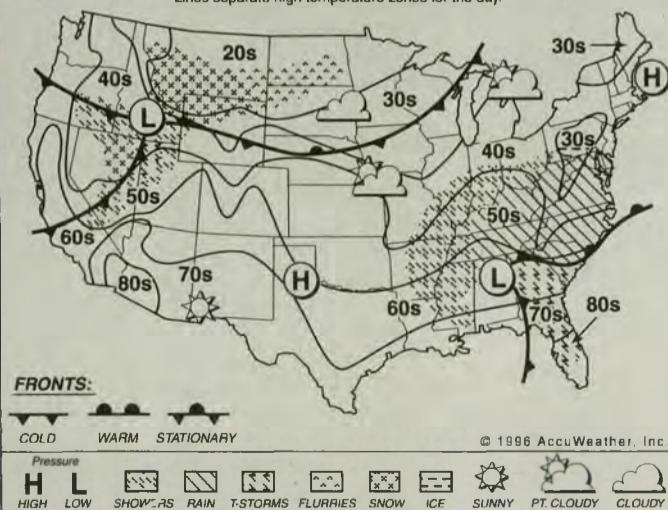 Lines separate high temperature zones for the day.
20s
30s
H
40s
30s
L
40s
30s
50s
50s
60s
80s
70s
H
L
60s
70s
80s
FRONTS:
COLD WARM STATIONARY
© 1996 AccuWeather, Inc.
Pressure
H L
HIGH LOW SHOWERS RAIN T-STORMS FLURRIES SNOW ICE SUNNY PT. CLOUDY CLOUDY